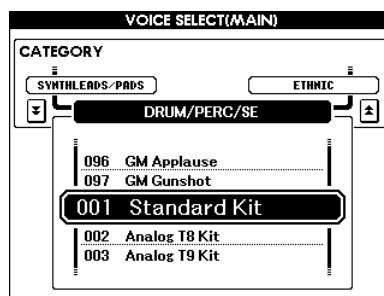 VOICE SELECT(MAIN)
CATEGORY
SYNTHLEADS/PADS ETHNIC
DRUM/PERC/SE
096 GM Applause
097 GM Gunshot
001 Standard Kit
002 Analog T8 Kit
003 Analog T9 Kit